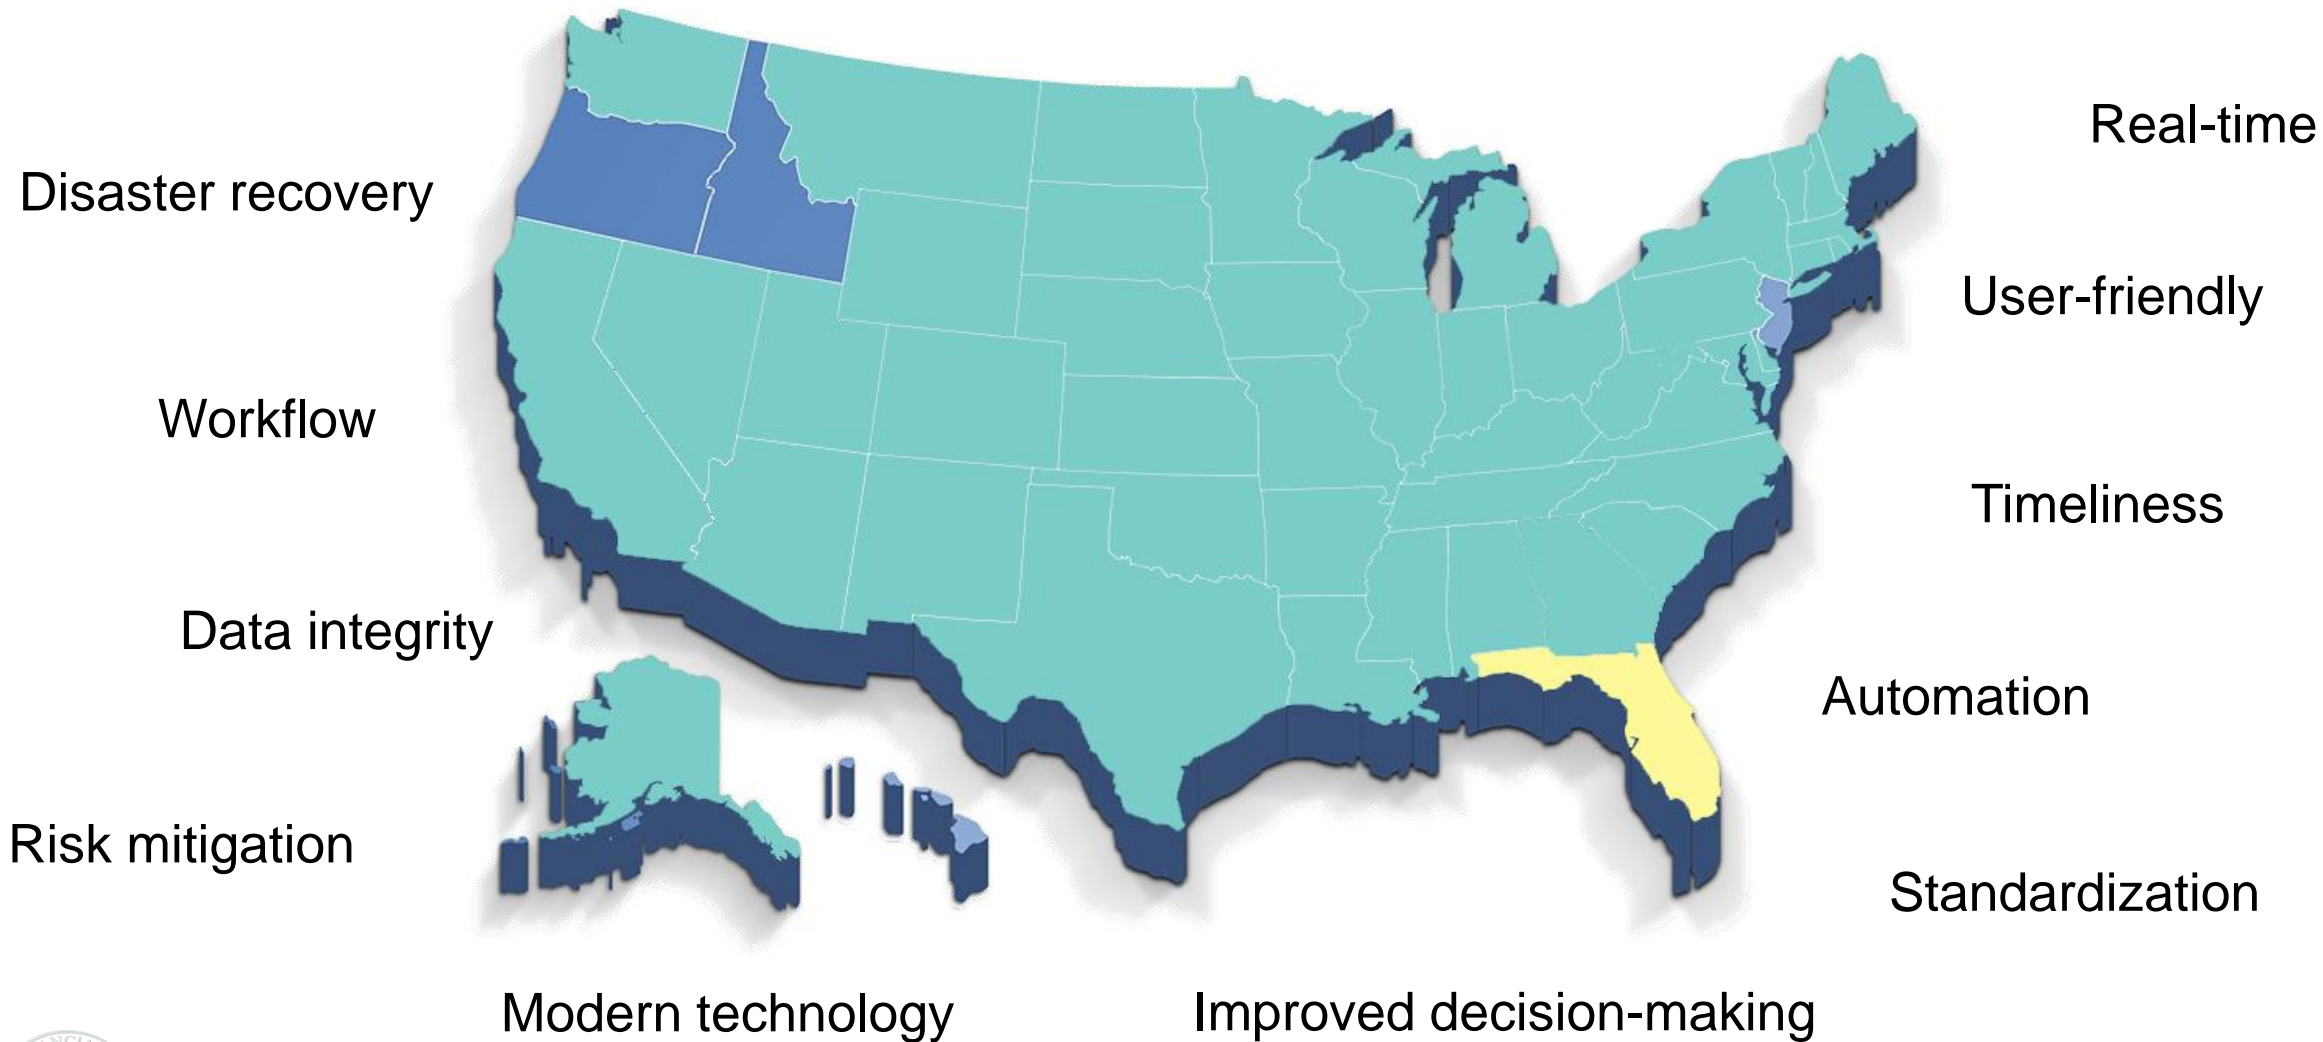 Real-time
Disaster recovery
User-friendly
Workflow
Timeliness
Data integrity
Automation
Risk mitigation
Standardization
Modern technology
Improved decision-making